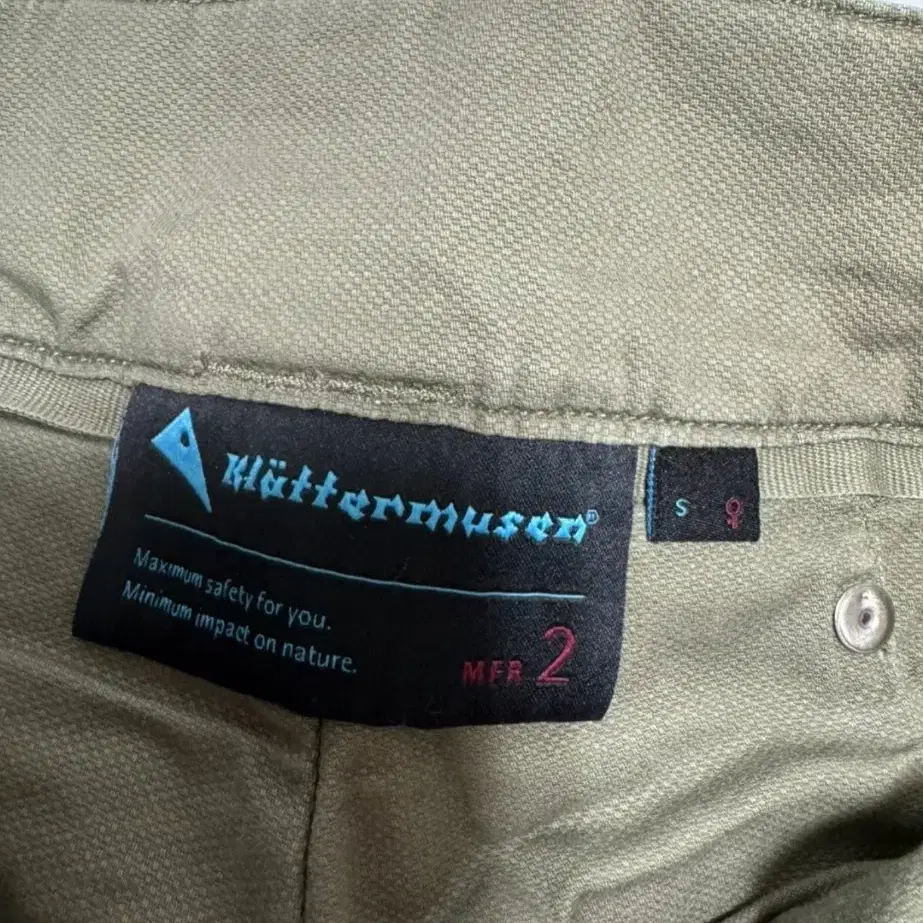 Klättermusen®
Maximum safety for you.
Minimum impact on nature.
MFR 2
S ♀